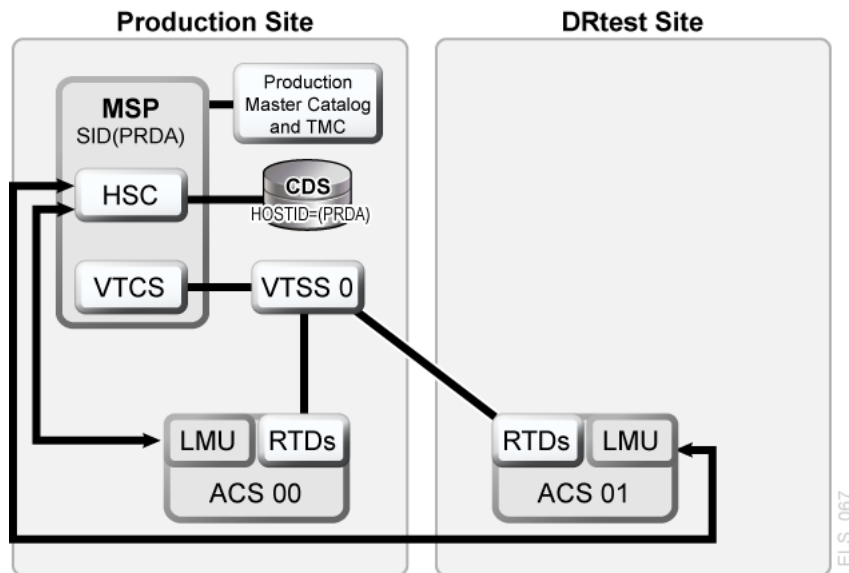 Production Site
DRtest Site
MSP
SID(PRDA)
Production
Master Catalog
and TMC
HSC
CDS
HOSTID=(PRDA)
VTCS
VTSS 0
LMU
RTDs
ACS 00
RTDs
LMU
ACS 01
ELS_067